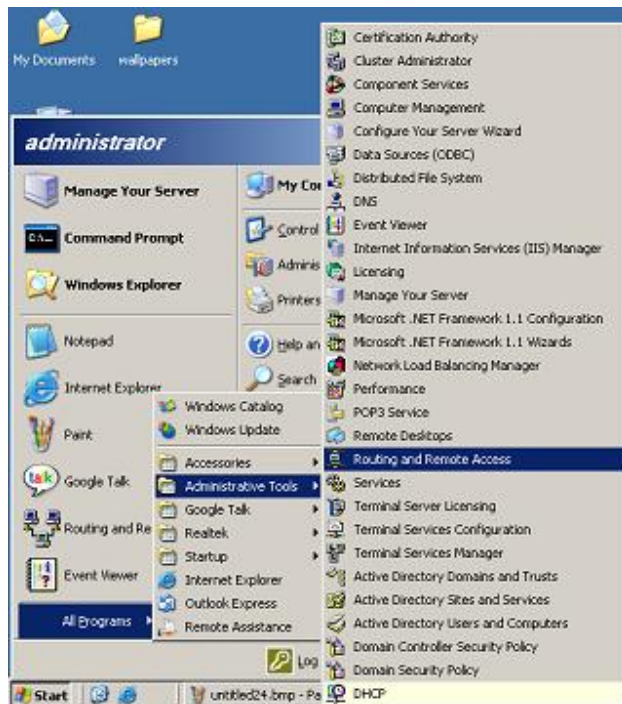 My Documents
wallpapers
administrator
Manage Your Server
Command Prompt
Windows Explorer
Notepad
Internet Explorer
Paint
Google Talk
Routing and Re
Event Viewer
All Programs
My Co
Control
Adminis
Printers
Help an
Search
Log
Windows Catalog
Windows Update
Accessories
Administrative Tools
Google Talk
Realtek
Startup
Internet Explorer
Outlook Express
Remote Assistance
Certification Authority
Cluster Administrator
Component Services
Computer Management
Configure Your Server Wizard
Data Sources (ODBC)
Distributed File System
DNS
Event Viewer
Internet Information Services (IIS) Manager
Licensing
Manage Your Server
Microsoft .NET Framework 1.1 Configuration
Microsoft .NET Framework 1.1 Wizards
Network Load Balancing Manager
Performance
POP3 Service
Remote Desktops
Routing and Remote Access
Services
Terminal Server Licensing
Terminal Services Configuration
Terminal Services Manager
Active Directory Domains and Trusts
Active Directory Sites and Services
Active Directory Users and Computers
Domain Controller Security Policy
Domain Security Policy
DHCP
Start
untitled24.bmp - Pa